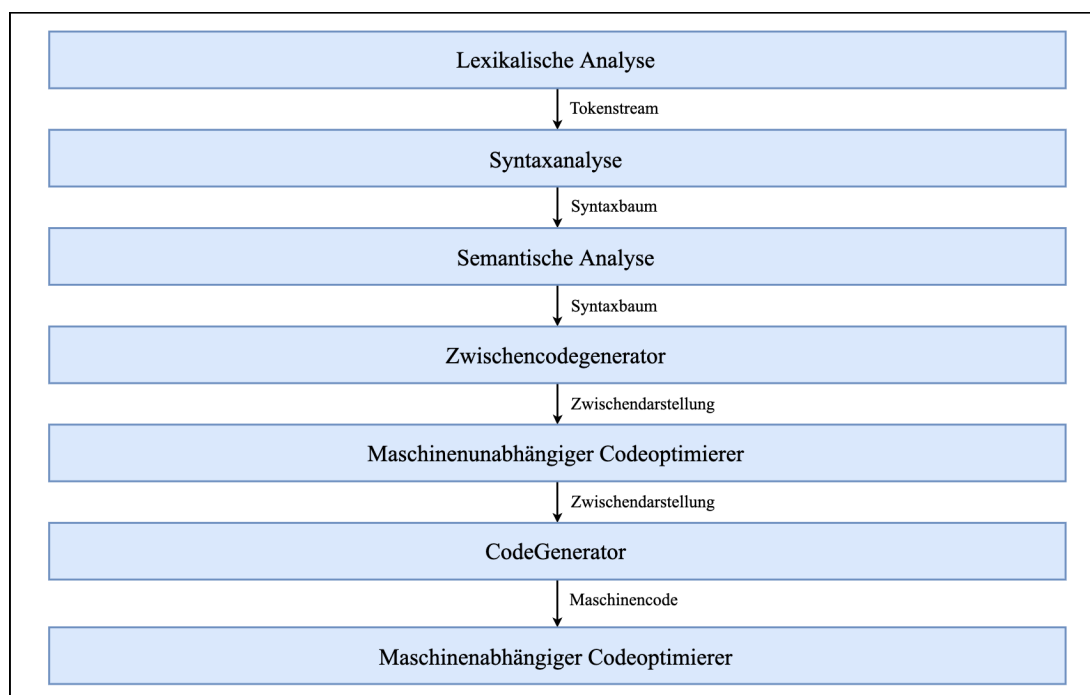 Lexikalische Analyse
Tokenstream
Syntaxanalyse
Syntaxbaum
Semantische Analyse
Syntaxbaum
Zwischencodegenerator
Zwischendarstellung
Maschinenunabhängiger Codeoptimierer
Zwischendarstellung
CodeGenerator
Maschinencode
Maschinenabhängiger Codeoptimierer